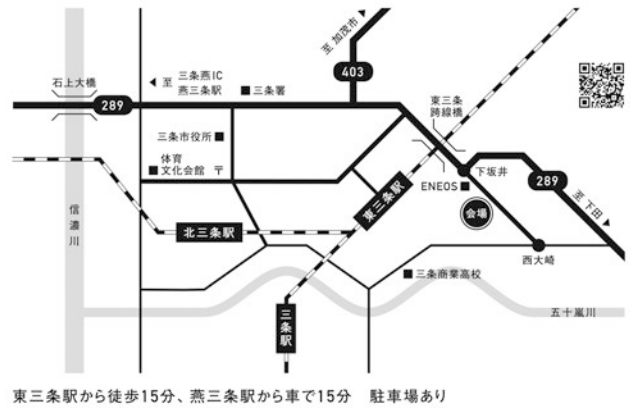 至 加茂市
403
石上大橋
289
至 三条燕IC
燕三条駅
三条署
東三条
跨線橋
三条市役所
体育
文化会館 〒
下坂井
ENEOS
289
至 下田
会場
東三条駅
北三条駅
信濃川
西大崎
三条商業高校
三条駅
五十嵐川
東三条駅から徒歩15分、燕三条駅から車で15分 駐車場あり